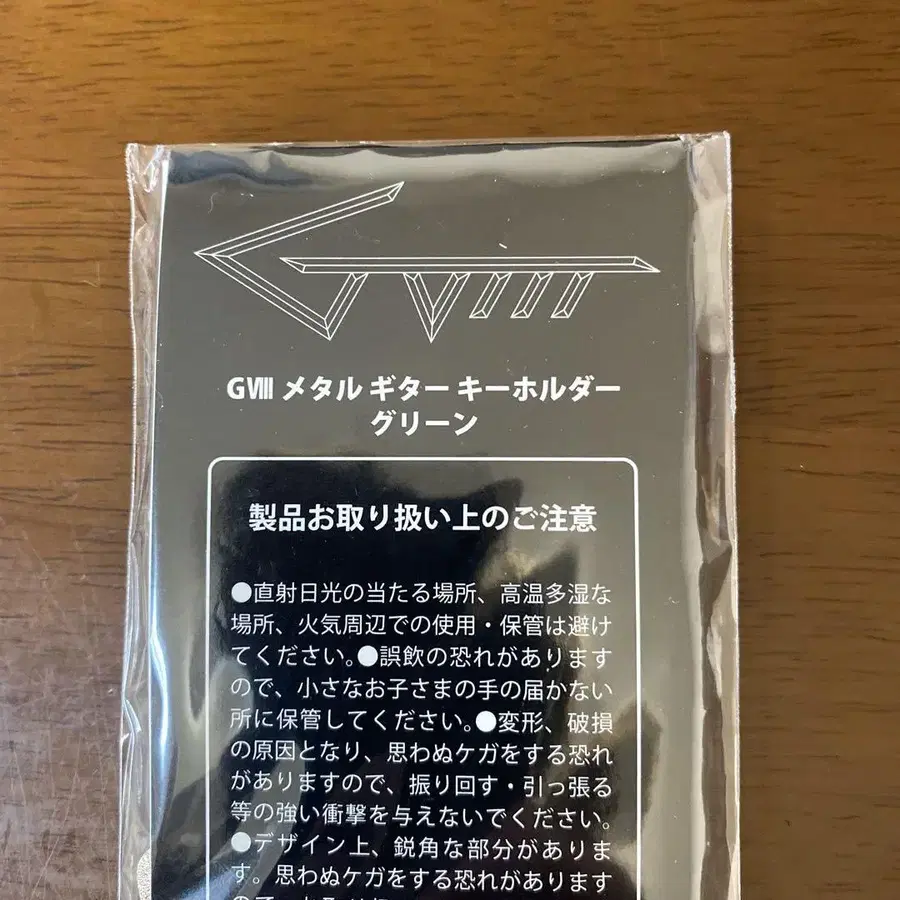 GⅧ
GⅧ メタル ギター キーホルダー
グリーン
製品お取り扱い上のご注意
●直射日光の当たる場所、高温多湿な
場所、火気周辺での使用・保管は避け
てください。●誤飲の恐れがあります
ので、小さなお子さまの手の届かない
所に保管してください。●変形、破損
の原因となり、思わぬケガをする恐れ
がありますので、振り回す・引っ張る
等の強い衝撃を与えないでください。
●デザイン上、鋭角な部分がありま
す。思わぬケガをする恐れがあります